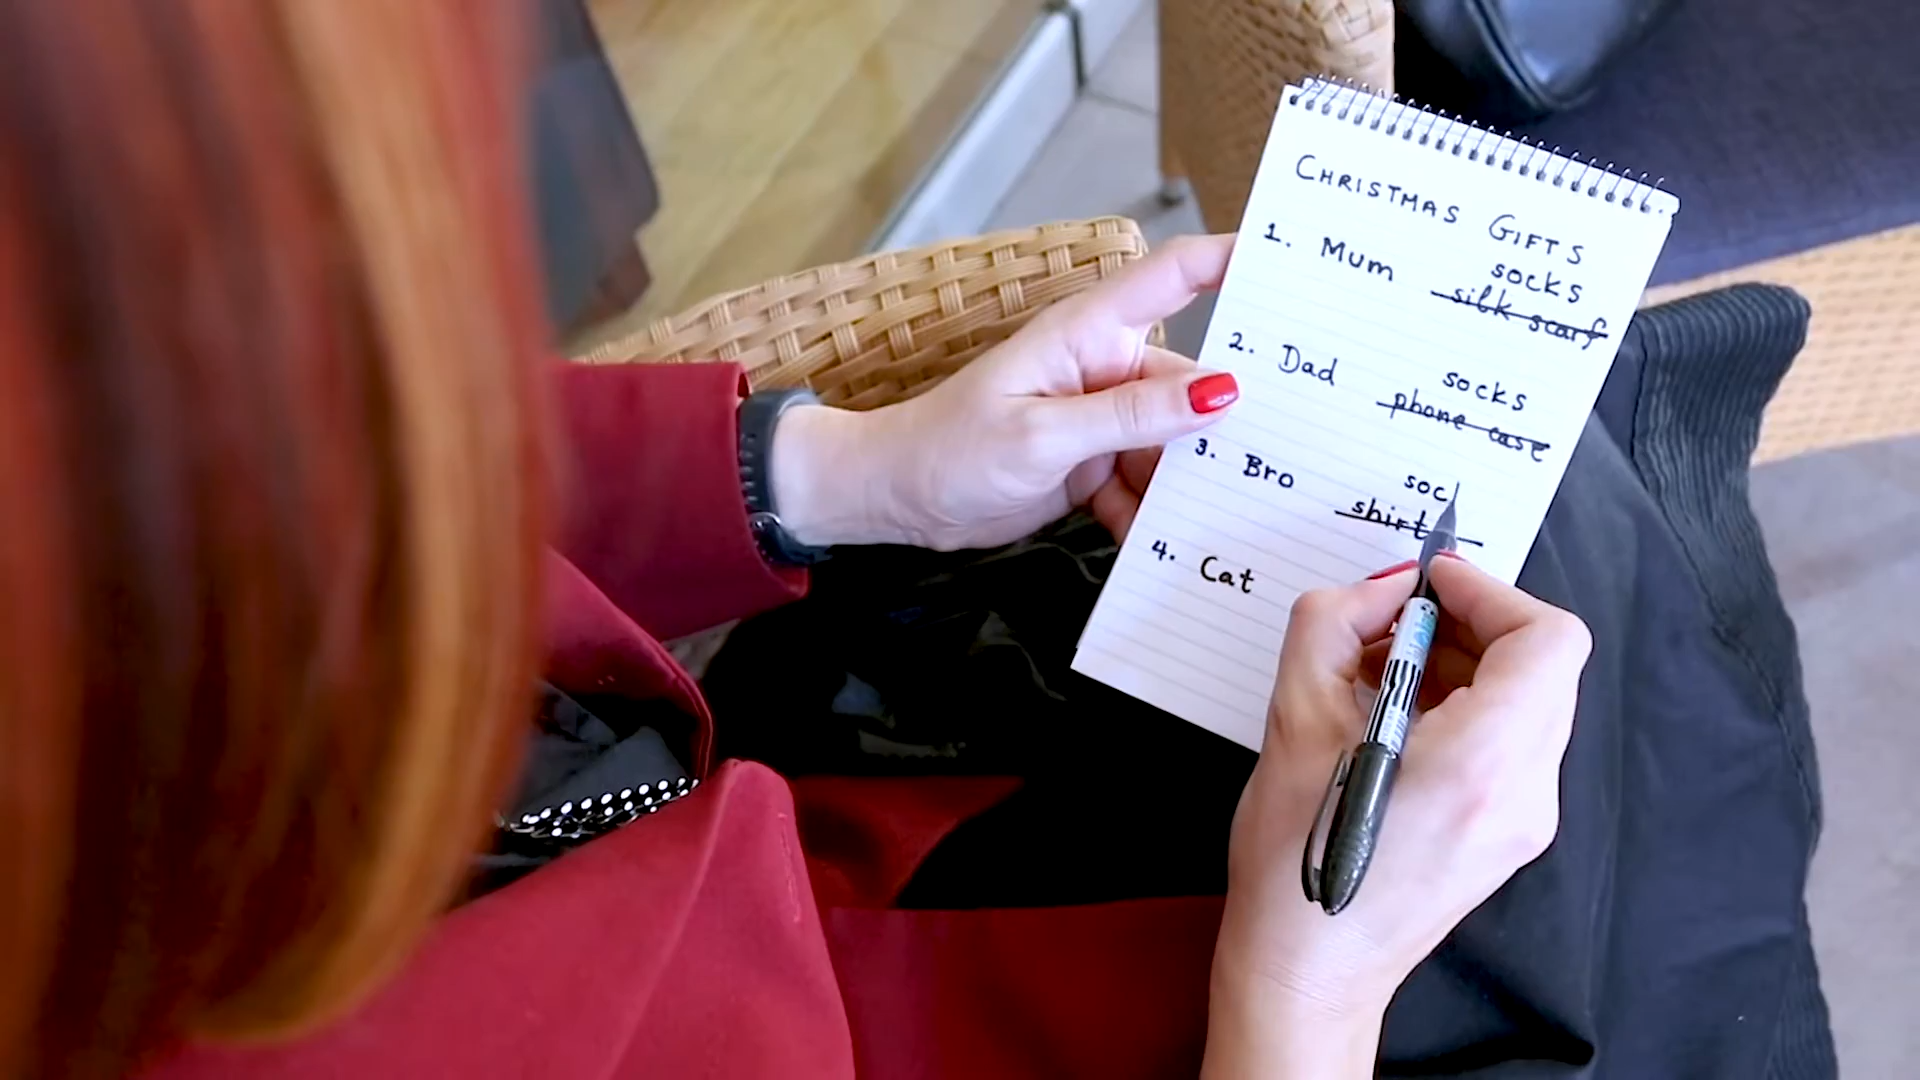 CHRISTMAS GIFTS
1. Mum socks
silk scarf
2. Dad socks
phone case
3. Bro soc
shirt
4. Cat